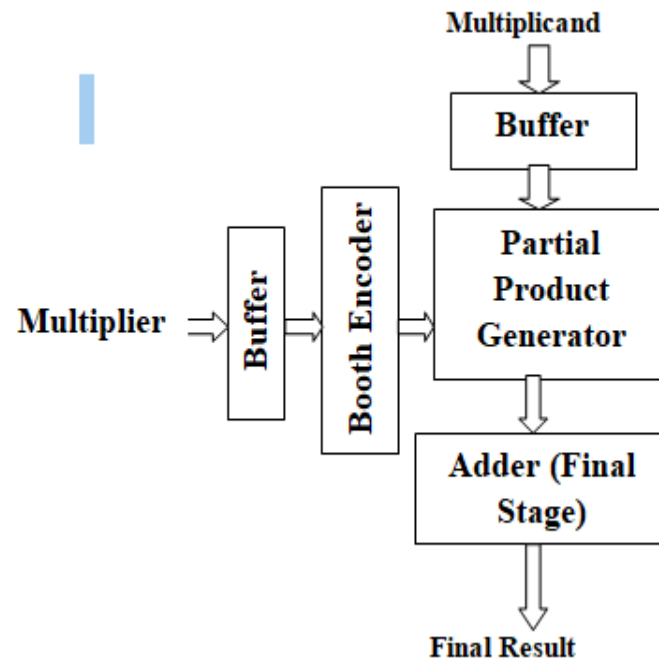 Multiplicand
Buffer
Partial
Product
Generator
Multiplier
Buffer
Booth Encoder
Adder (Final
Stage)
Final Result